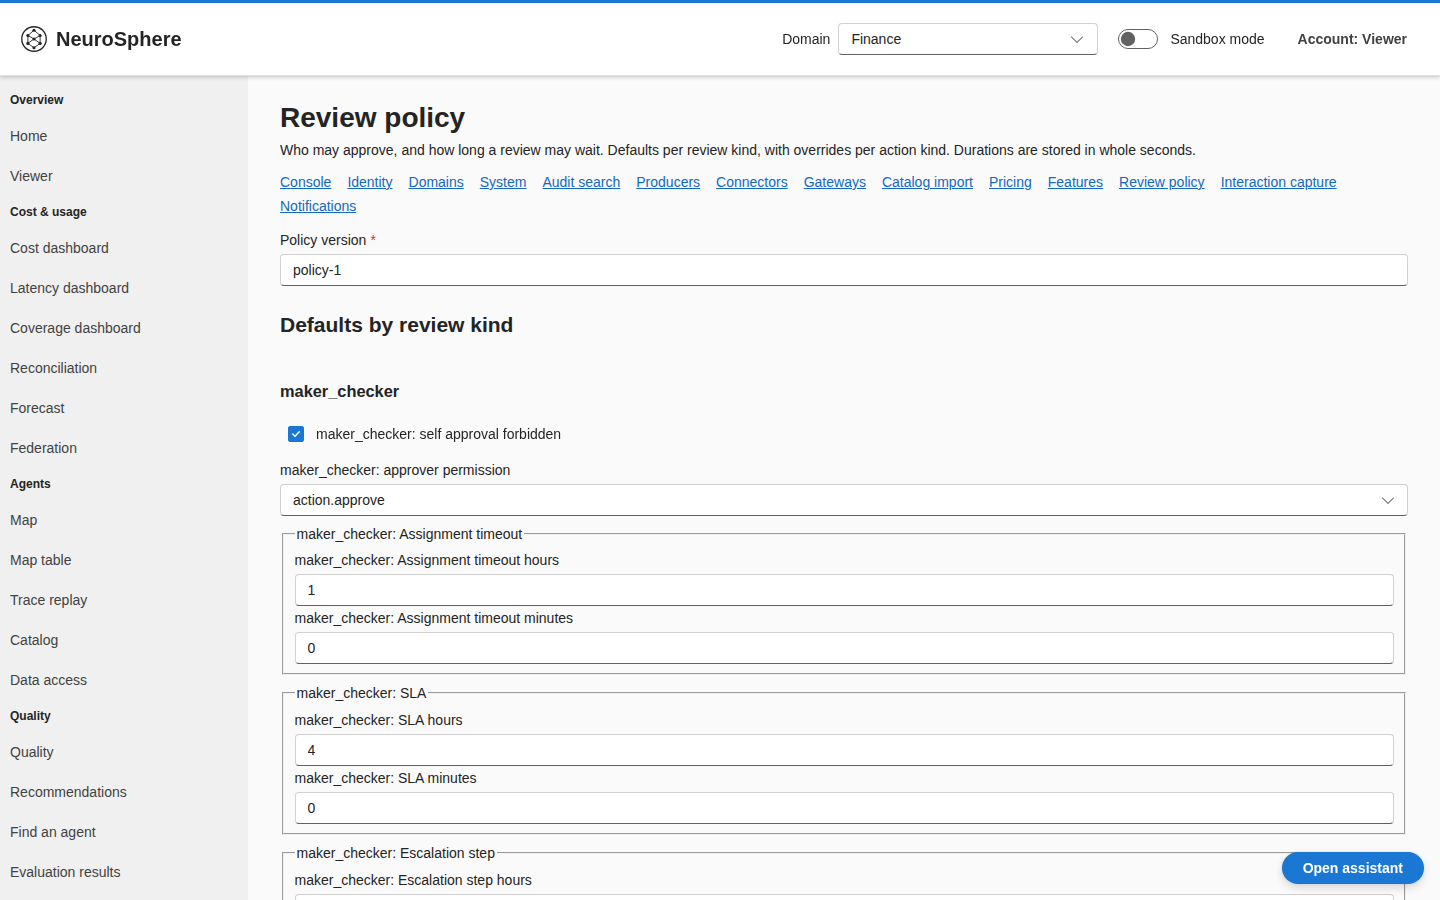 NeuroSphere
Domain
Finance
Sandbox mode
Account: Viewer
Overview
Home
Viewer
Cost & usage
Cost dashboard
Latency dashboard
Coverage dashboard
Reconciliation
Forecast
Federation
Agents
Map
Map table
Trace replay
Catalog
Data access
Quality
Quality
Recommendations
Find an agent
Evaluation results
Review policy
Who may approve, and how long a review may wait. Defaults per review kind, with overrides per action kind. Durations are stored in whole seconds.
Console Identity Domains System Audit search Producers Connectors Gateways Catalog import Pricing Features Review policy Interaction capture
Notifications
Policy version *
policy-1
Defaults by review kind
maker_checker
maker_checker: self approval forbidden
maker_checker: approver permission
action.approve
maker_checker: Assignment timeout
maker_checker: Assignment timeout hours
1
maker_checker: Assignment timeout minutes
0
maker_checker: SLA
maker_checker: SLA hours
4
maker_checker: SLA minutes
0
maker_checker: Escalation step
maker_checker: Escalation step hours
Open assistant